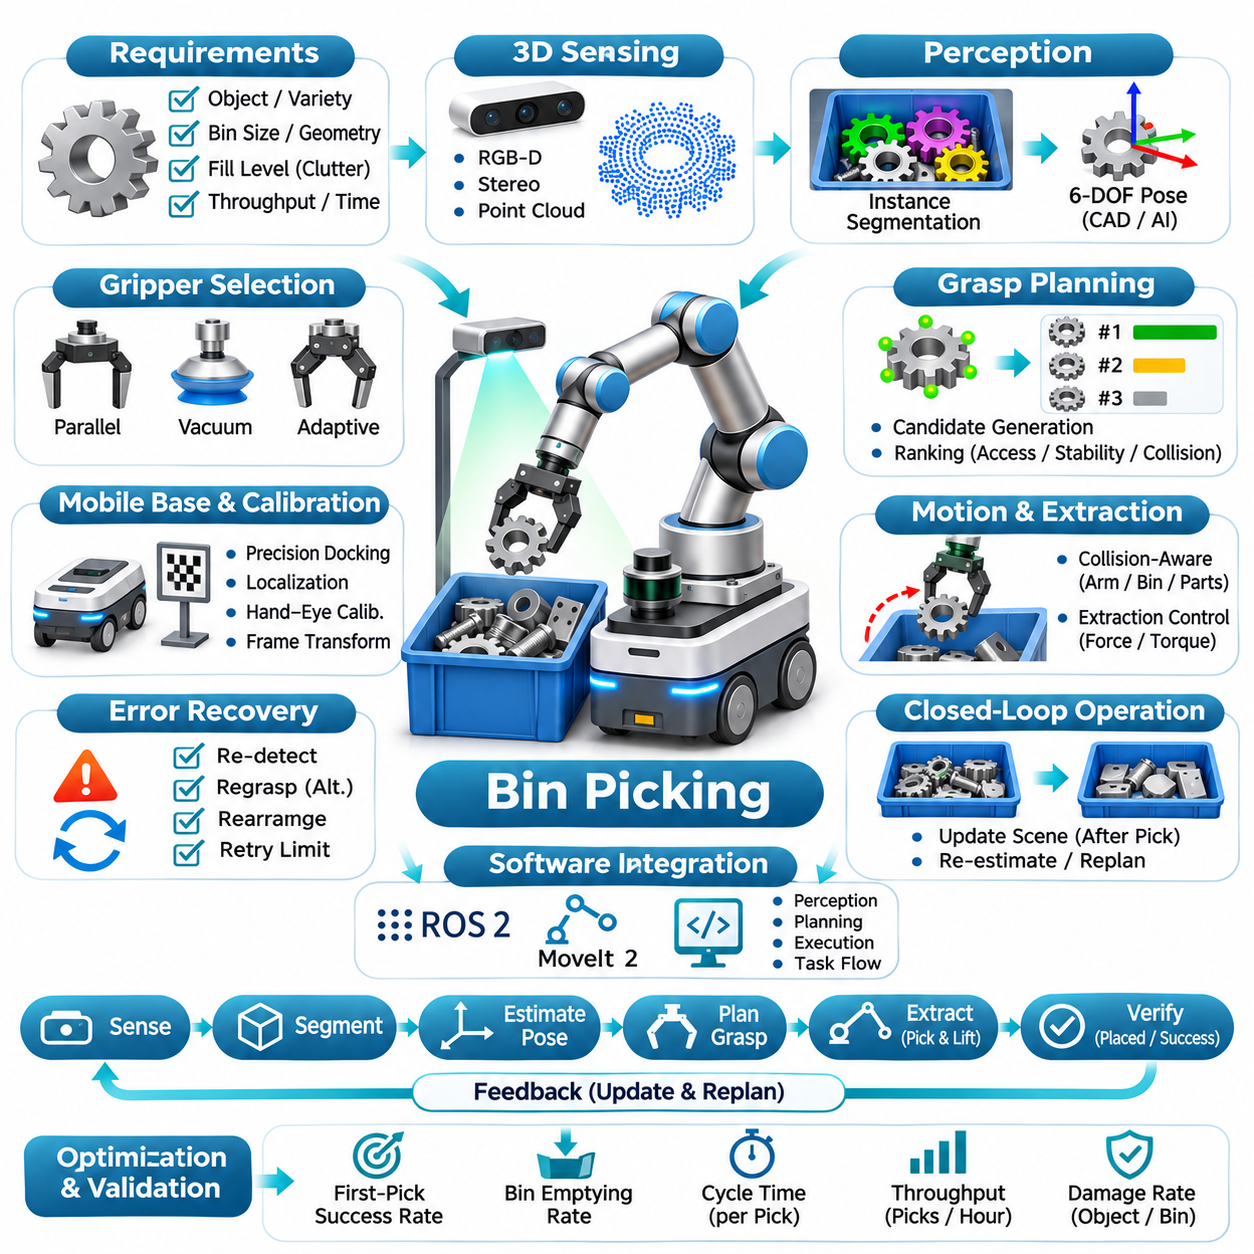 Requirements
Object / Variety
Bin Size / Geometry
Fill Level (Clutter)
Throughput / Time
3D Sensing
RGB-D
Stereo
Point Cloud
Perception
Instance
Segmentation
6-DOF Pose
(CAD / AI)
Gripper Selection
Parallel
Vacuum
Adaptive
Grasp Planning
#1
#2
#3
Candidate Generation
Ranking (Access / Stability / Collision)
Mobile Base & Calibration
Precision Docking
Localization
Hand-Eye Calib.
Frame Transform
Motion & Extraction
Collision-Aware
(Arm / Bin / Parts)
Extraction Control
(Force / Torque)
Error Recovery
Re-detect
Regrasp (Alt.)
Rearrange
Retry Limit
Closed-Loop Operation
Update Scene (After Pick)
Re-estimate / Replan
Bin Picking
Software Integration
ROS 2
MoveIt 2
</>
Perception
Planning
Execution
Task Flow
Sense
Segment
Estimate
Pose
Plan
Grasp
Extract
(Pick & Lift)
Verify
(Placed / Success)
Feedback (Update & Replan)
Optimization
& Validation
First-Pick
Success Rate
Bin Emptying
Rate
Cycle Time
(per Pick)
Throughput
(Picks / Hour)
Damage Rate
(Object / Bin)